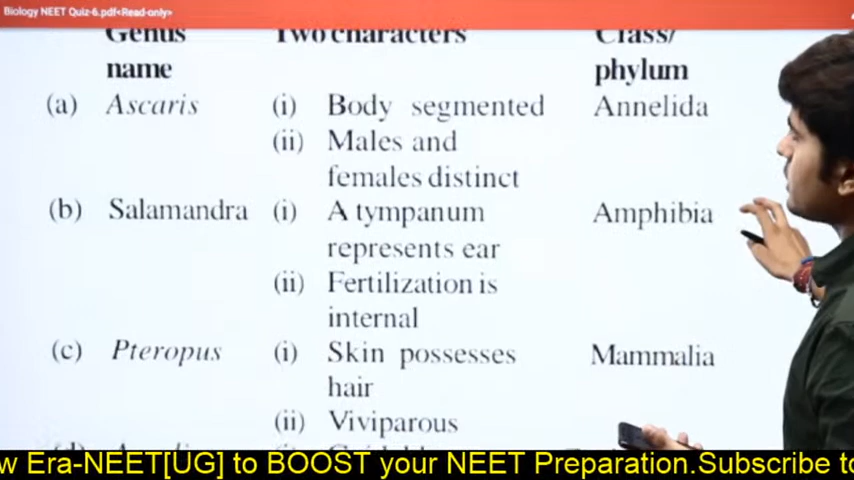 Biology NEET Quiz-6.pdf<Read-only>
Genus Two characters Class/
name phylum
(a) Ascaris (i) Body segmented Annelida
(ii) Males and
females distinct
(b) Salamandra (i) A tympanum Amphibia
represents ear
(ii) Fertilization is
internal
(c) Pteropus (i) Skin possesses Mammalia
hair
(ii) Viviparous
w Era-NEET[UG] to BOOST your NEET Preparation.Subscribe to